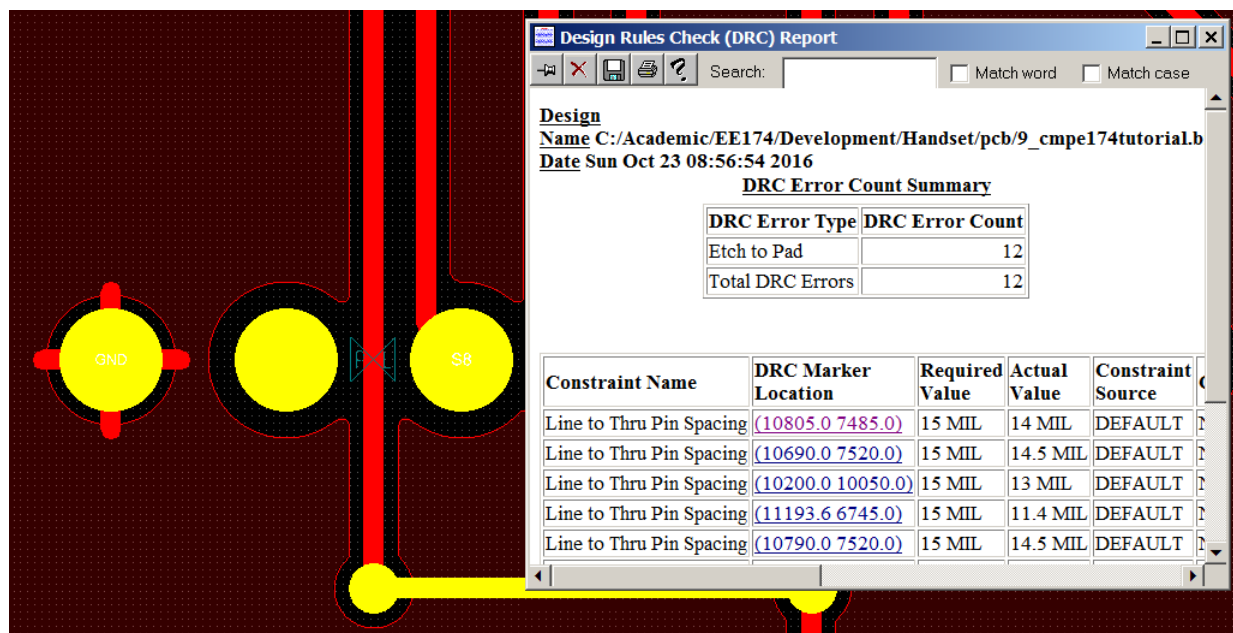 Design Rules Check (DRC) Report
Search:
Match word
Match case
Design
Name C:/Academic/EE174/Development/Handset/pcb/9_cmpe174tutorial.b
Date Sun Oct 23 08:56:54 2016
DRC Error Count Summary
DRC Error Type DRC Error Count
Etch to Pad 12
Total DRC Errors 12
Constraint Name DRC Marker Location Required Value Actual Value Constraint Source
Line to Thru Pin Spacing (10805.0 7485.0) 15 MIL 14 MIL DEFAULT
Line to Thru Pin Spacing (10690.0 7520.0) 15 MIL 14.5 MIL DEFAULT
Line to Thru Pin Spacing (10200.0 10050.0) 15 MIL 13 MIL DEFAULT
Line to Thru Pin Spacing (11193.6 6745.0) 15 MIL 11.4 MIL DEFAULT
Line to Thru Pin Spacing (10790.0 7520.0) 15 MIL 14.5 MIL DEFAULT
GND
P L
S8